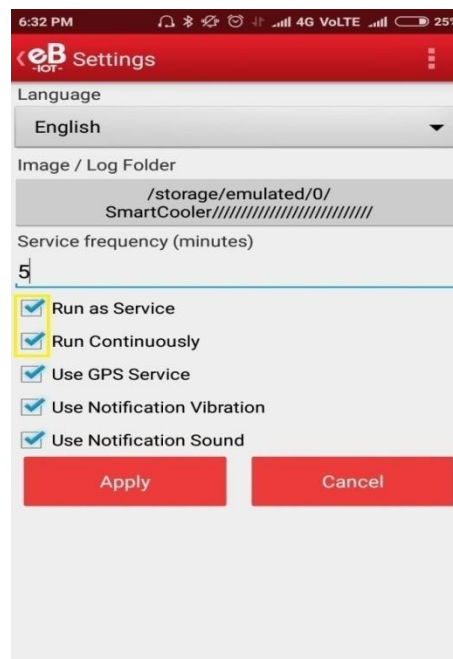 6:32 PM 4G VoLTE 25%
eB -IOT- Settings
Language
English
Image / Log Folder
/storage/emulated/0/
SmartCooler////////////////////////////
Service frequency (minutes)
5
Run as Service
Run Continuously
Use GPS Service
Use Notification Vibration
Use Notification Sound
Apply Cancel